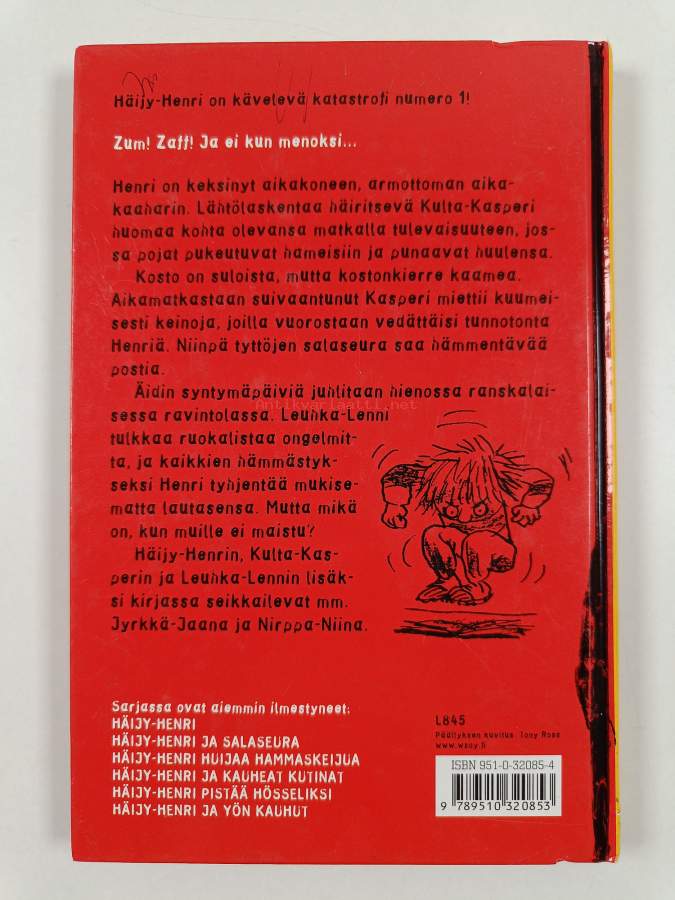 Häijy-Henri on kävelevä katastrofi numero 1!
Zum! Zaff! Ja ei kun menoksi...
Henri on keksinyt aikakoneen, armottoman aika-
kaaharin. Lähtölaskentaa häiritsevä Kulta-Kasperi
huomaa kohta olevansa matkalla tulevaisuuteen, jos-
sa pojat pukeutuvat hameisiin ja punaavat huulensa.
Kosto on suloista, mutta kostonkierre kaamea.
Aikamatkastaan suivaantunut Kasperi miettii kuumei-
sesti keinoja, joilla vuorostaan vedättäisi tunnotonta
Henriä. Niinpä tyttöjen salaseura saa hämmentävää
postia.
Äidin syntymäpäiviä juhlitaan hienossa ranskalai-
sessa ravintolassa. Leuhka-Lenni
Antikvariaatti.net
tulkkaa ruokalistaa ongelmit-
ta, ja kaikkien hämmästyk-
seksi Henri tyhjentää mukise-
matta lautasensa. Mutta mikä
on, kun muille ei maistu?
Häijy-Henrin, Kulta-Kas-
perin ja Leuhka-Lennin lisäk-
si kirjassa seikkailevat mm.
Jyrkkä-Jaana ja Nirppa-Niina.
Sarjassa ovat aiemmin ilmestyneet:
HÄIJY-HENRI
HÄIJY-HENRI JA SALASEURA
HÄIJY-HENRI HUIJAA HAMMASKEIJUA
HÄIJY-HENRI JA KAUHEAT KUTINAT
HÄIJY-HENRI PISTÄÄ HÖSSELIKSI
HÄIJY-HENRI JA YÖN KAUHUT
L845
Päällyksen kuvitus: Tony Ross
www.wsoy.fi
ISBN 951-0-32085-4
9 789510 320853